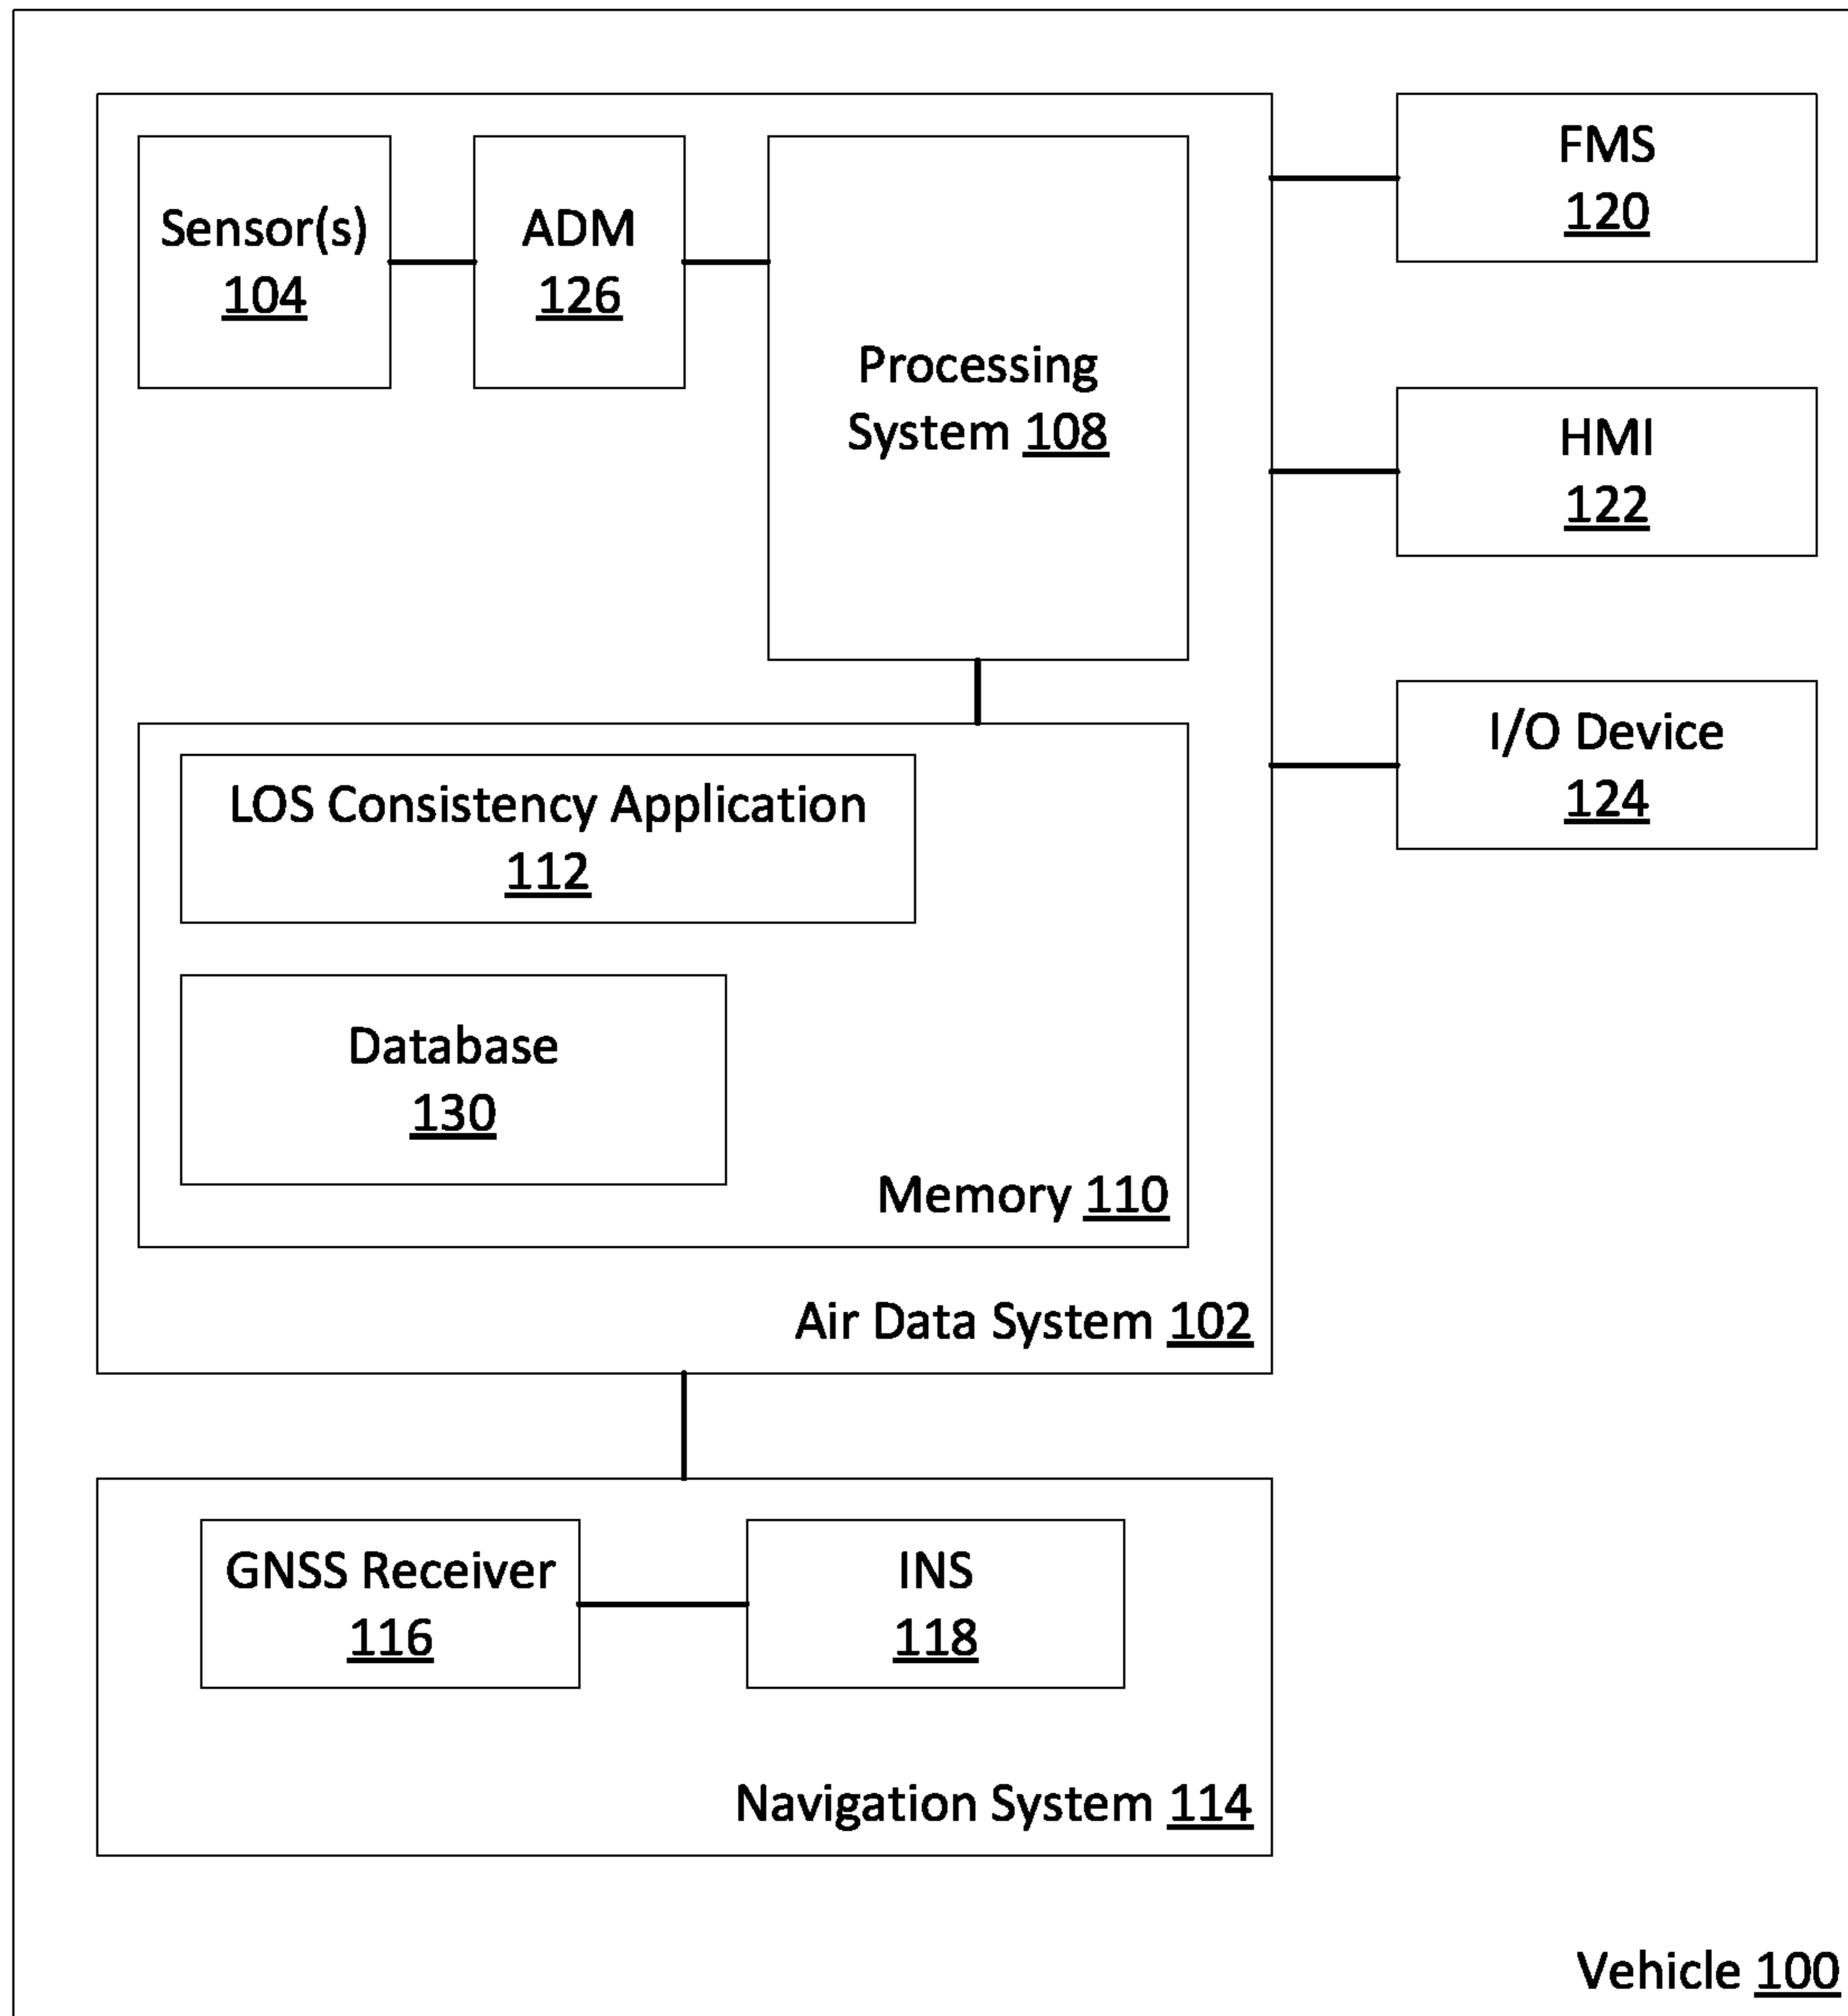 Sensor(s)
104
ADM
126
Processing
System 108
FMS
120
HMI
122
I/O Device
124
LOS Consistency Application
112
Database
130
Memory 110
Air Data System 102
GNSS Receiver
116
INS
118
Navigation System 114
Vehicle 100